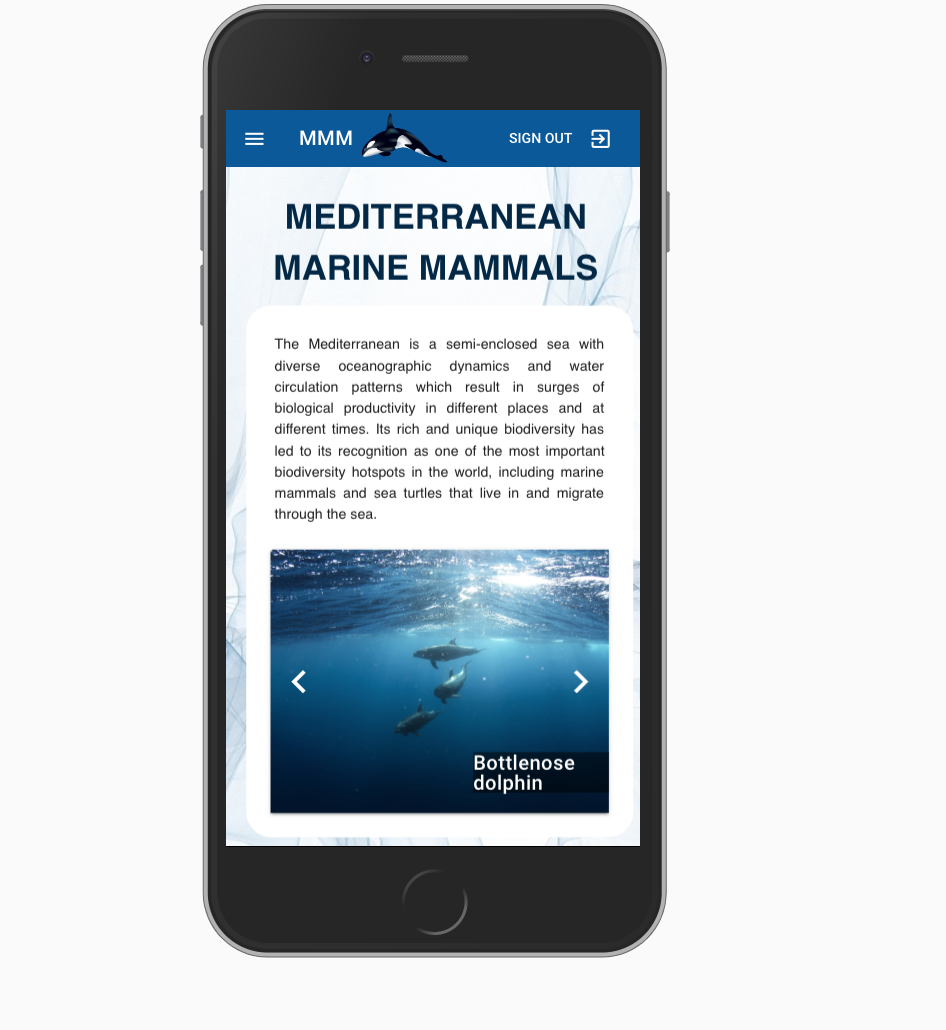 MMM
SIGN OUT
MEDITERRANEAN
MARINE MAMMALS
The Mediterranean is a semi-enclosed sea with
diverse oceanographic dynamics and water
circulation patterns which result in surges of
biological productivity in different places and at
different times. Its rich and unique biodiversity has
led to its recognition as one of the most important
biodiversity hotspots in the world, including marine
mammals and sea turtles that live in and migrate
through the sea.
Bottlenose
dolphin